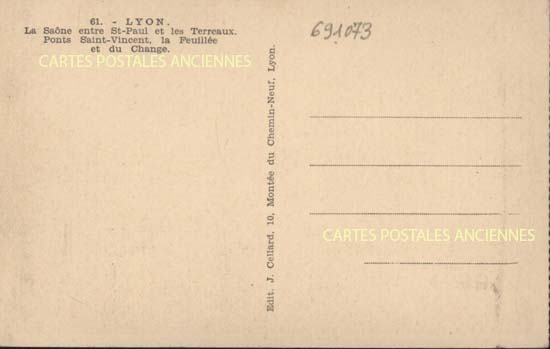 61. - LYON.
La Saône entre St-Paul et les Terreaux.
Ponts Saint-Vincent, la Feuillée
et du Change.
CARTES POSTALES ANCIENNES
691073
Edit. J. Cellard, 10, Montée du Chemin-Neuf, Lyon.
CARTES POSTALES ANCIENNES